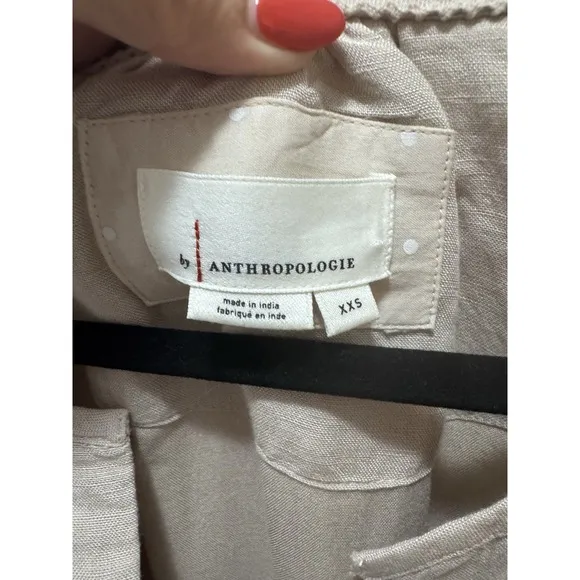 by ANTHROPOLOGIE
made in india
fabriqué en inde
XXS